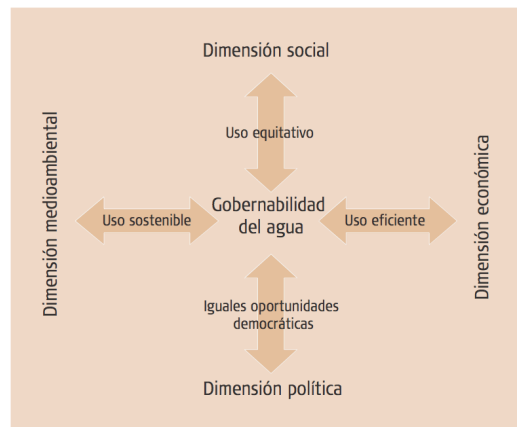 Dimensión social
Uso equitativo
Dimensión medioambiental
Uso sostenible
Gobernabilidad
del agua
Uso eficiente
Dimensión económica
Iguales oportunidades
democráticas
Dimensión política